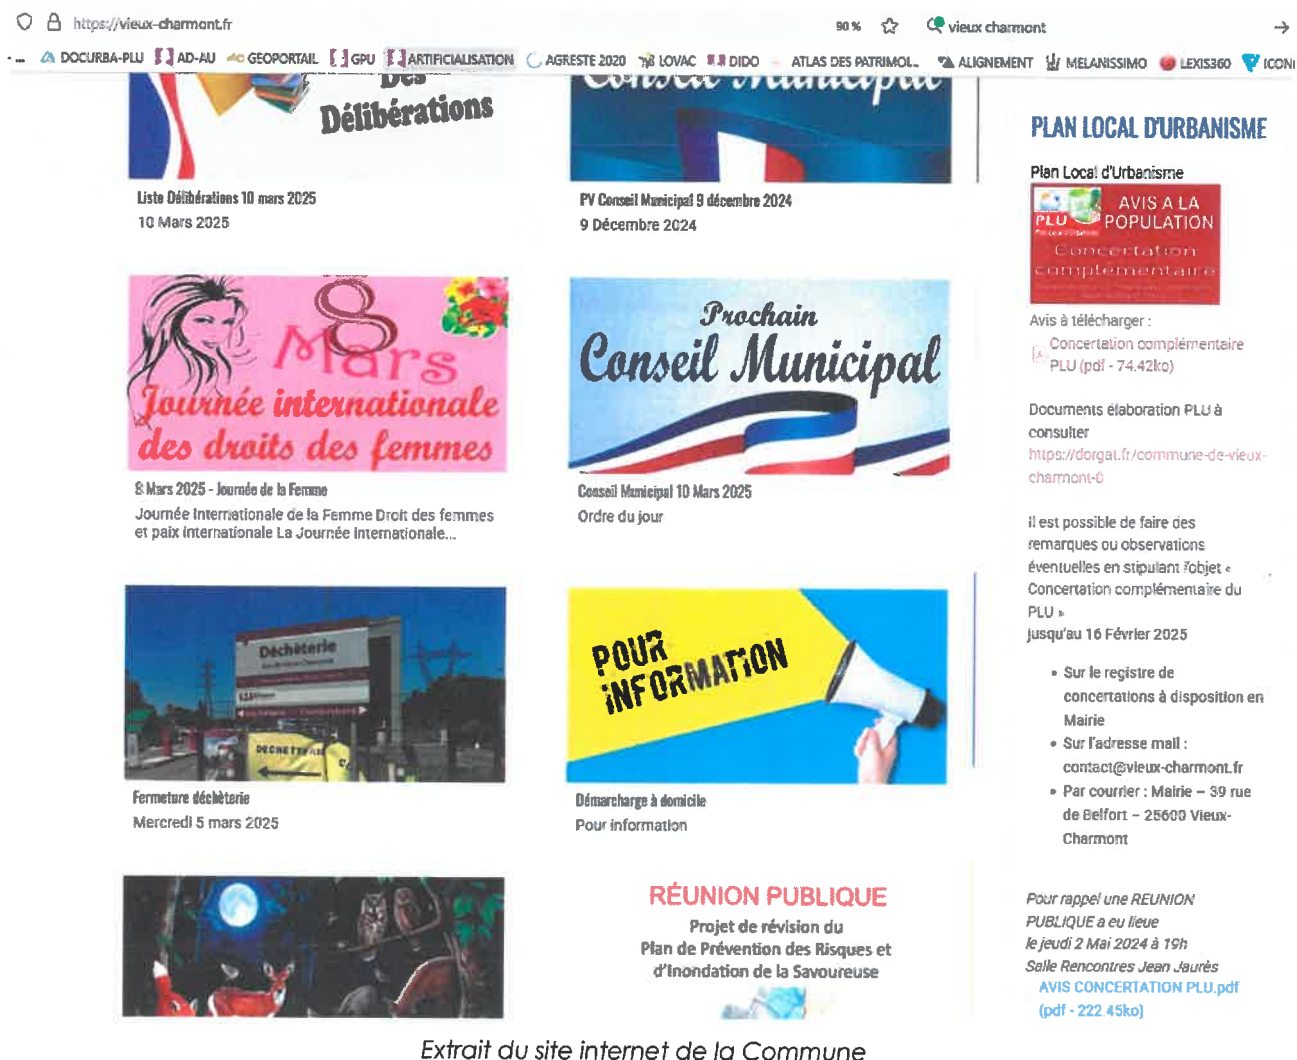 https://vieux-charmont.fr
90 %
vieux charmont
DOCURBA-PLU
AD-AU
GEOPORTAIL
GPU
ARTIFICIALISATION
AGRESTE 2020
LOVAC
DIDO
ATLAS DES PATRIMOI...
ALIGNEMENT
MELANISSIMO
LEXIS360
Des
Délibérations
Liste Délibérations 10 mars 2025
10 Mars 2025
Conseil Municipal
PV Conseil Municipal 9 décembre 2024
9 Décembre 2024
8
Mars
Journée internationale
des droits des femmes
8 Mars 2025 - Journée de la Femme
Journée Internationale de la Femme Droit des femmes
et paix internationale La Journée Internationale...
Prochain
Conseil Municipal
Conseil Municipal 10 Mars 2025
Ordre du jour
Déchèterie
DECHETTERIE
Fermeture déchèterie
Mercredi 5 mars 2025
POUR
INFORMATION
Démarcharge à domicile
Pour information
RÉUNION PUBLIQUE
Projet de révision du
Plan de Prévention des Risques et
d'Inondation de la Savoureuse
PLAN LOCAL D'URBANISME
Plan Local d'Urbanisme
PLU
AVIS A LA
POPULATION
Concertation
complémentaire
Avis à télécharger :
Concertation complémentaire
PLU (pdf - 74.42ko)
Documents élaboration PLU à
consulter
https://dorgat.fr/commune-de-vieux-
charmont-0
Il est possible de faire des
remarques ou observations
éventuelles en stipulant l'objet «
Concertation complémentaire du
PLU »
jusqu'au 16 Février 2025
• Sur le registre de
concertations à disposition en
Mairie
• Sur l'adresse mail :
contact@vieux-charmont.fr
• Par courrier : Mairie – 39 rue
de Belfort – 25600 Vieux-
Charmont
Pour rappel une REUNION
PUBLIQUE a eu lieue
le jeudi 2 Mai 2024 à 19h
Salle Rencontres Jean Jaurès
AVIS CONCERTATION PLU.pdf
(pdf - 222.45ko)
Extrait du site internet de la Commune